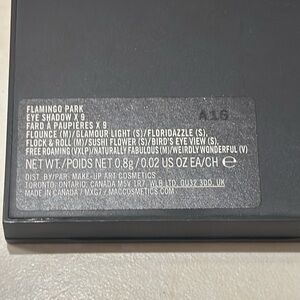 FLAMINGO PARK
EYE SHADOW X 9
FARD À PAUPIÈRES X 9
FLOUNCE (M)/GLAMOUR LIGHT (S)/FLORIDAZZLE (S),
FLOCK & ROLL (M)/SUSHI FLOWER (S)/BIRD'S EYE VIEW (S),
FREE ROAMING (VXLP)/NATURALLY FABULOUS (M)/WEIRDLY WONDERFUL (V)
NET WT./POIDS NET 0.8g/0.02 US OZ EA/CH ℮
DIST. BY/PAR: MAKE-UP ART COSMETICS
TORONTO, ONTARIO, CANADA M5V 1R7, WLB LTD, GU32 3DD, UK
MADE IN CANADA / MXG7 / MACCOSMETICS.COM
A16